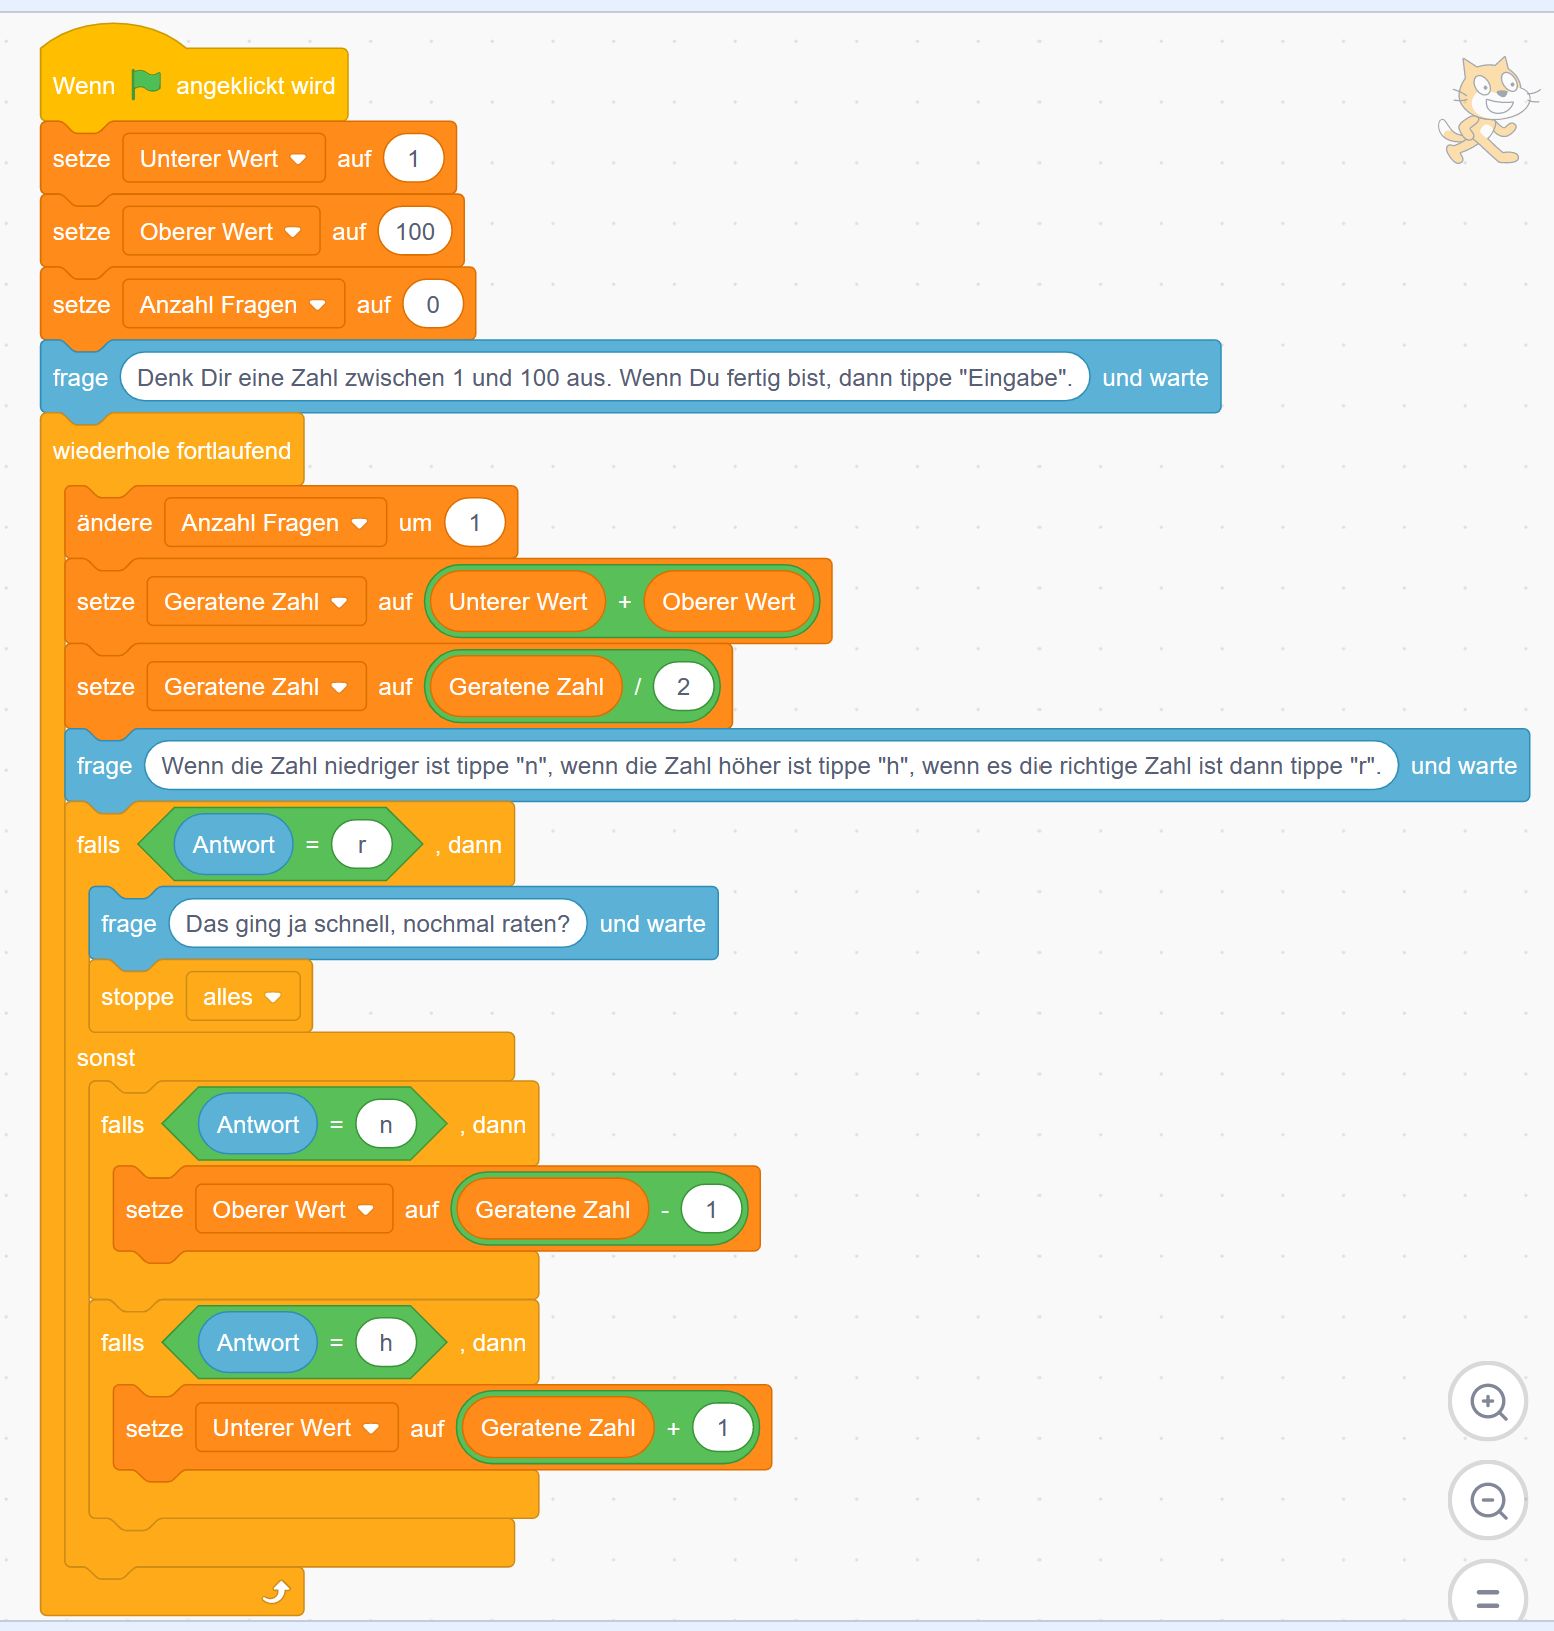 Wenn angeklickt wird
setze Unterer Wert auf 1
setze Oberer Wert auf 100
setze Anzahl Fragen auf 0
frage Denk Dir eine Zahl zwischen 1 und 100 aus. Wenn Du fertig bist, dann tippe "Eingabe". und warte
wiederhole fortlaufend
ändere Anzahl Fragen um 1
setze Geratene Zahl auf Unterer Wert + Oberer Wert
setze Geratene Zahl auf Geratene Zahl / 2
frage Wenn die Zahl niedriger ist tippe "n", wenn die Zahl höher ist tippe "h", wenn es die richtige Zahl ist dann tippe "r". und warte
falls Antwort = r , dann
frage Das ging ja schnell, nochmal raten? und warte
stoppe alles
sonst
falls Antwort = n , dann
setze Oberer Wert auf Geratene Zahl - 1
falls Antwort = h , dann
setze Unterer Wert auf Geratene Zahl + 1